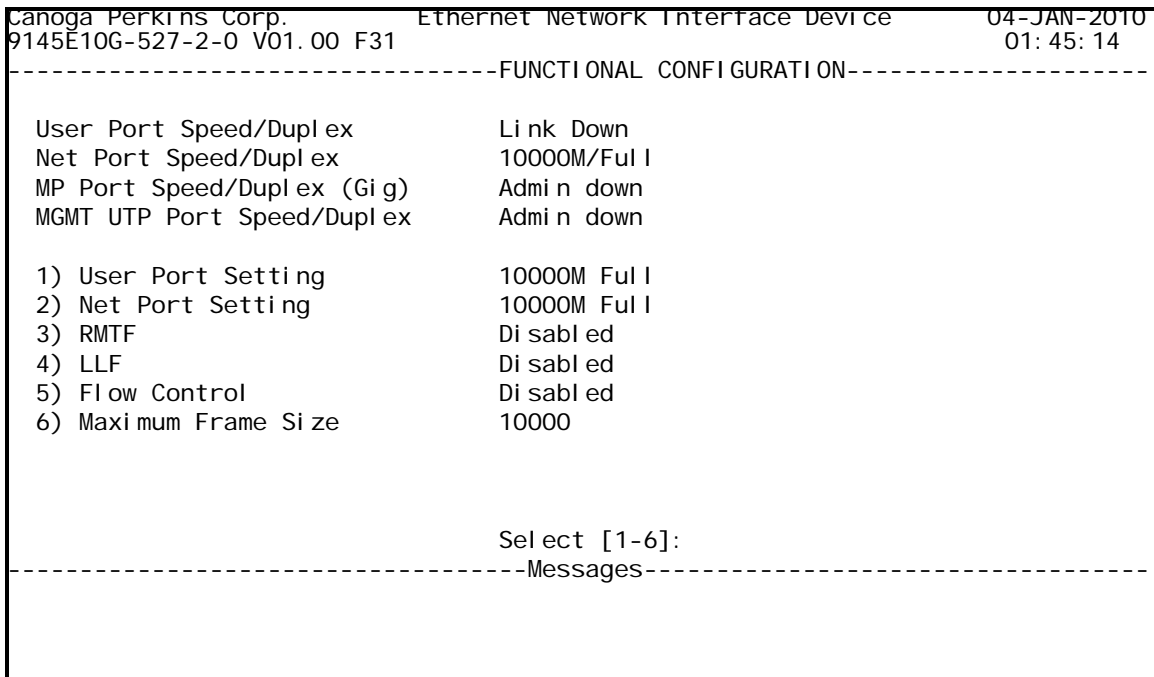 Canoga Perkins Corp. Ethernet Network Interface Device 04-JAN-2010
9145E10G-527-2-0 V01.00 F31 01:45:14
----------------------------------FUNCTIONAL CONFIGURATION---------------------
User Port Speed/Duplex Link Down
Net Port Speed/Duplex 10000M/Full
MP Port Speed/Duplex (Gig) Admin down
MGMT UTP Port Speed/Duplex Admin down
1) User Port Setting 10000M Full
2) Net Port Setting 10000M Full
3) RMTF Disabled
4) LLF Disabled
5) Flow Control Disabled
6) Maximum Frame Size 10000
Select [1-6]:
------------------------------------Messages-----------------------------------